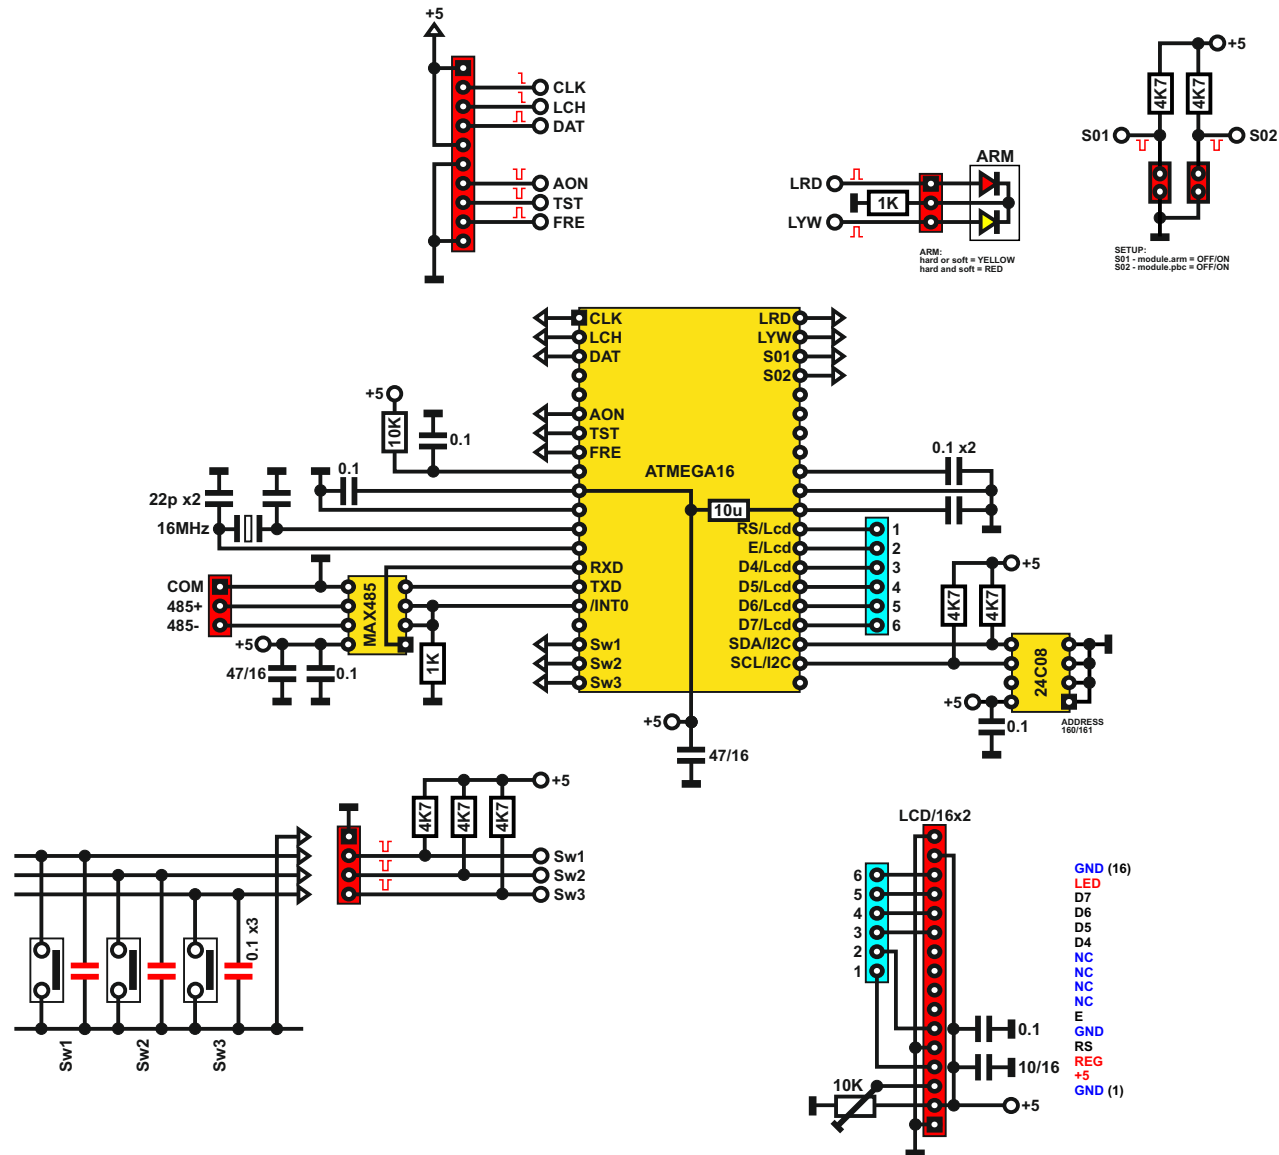 +5
CLK
LCH
DAT
AON
TST
FRE
+5
4K7
4K7
S01
S02
SETUP:
S01 - module.arm = OFF/ON
S02 - module.pbc = OFF/ON
ARM
LRD
1K
LYW
ARM:
hard or soft = YELLOW
hard and soft = RED
CLK
LCH
DAT
AON
TST
FRE
ATMEGA16
RXD
TXD
/INT0
Sw1
Sw2
Sw3
LRD
LYW
S01
S02
10u
RS/Lcd
E/Lcd
D4/Lcd
D5/Lcd
D6/Lcd
D7/Lcd
SDA/I2C
SCL/I2C
+5
10K
0.1
0.1
22p x2
16MHz
COM
485+
485-
MAX485
+5
47/16
0.1
1K
0.1 x2
1
2
3
4
5
6
+5
4K7
4K7
24C08
+5
0.1
ADDRESS
160/161
+5
47/16
+5
4K7
4K7
4K7
Sw1
Sw2
Sw3
0.1 x3
Sw1
Sw2
Sw3
LCD/16x2
6
5
4
3
2
1
0.1
10/16
10K
+5
GND (16)
LED
D7
D6
D5
D4
NC
NC
NC
NC
E
GND
RS
REG
+5
GND (1)